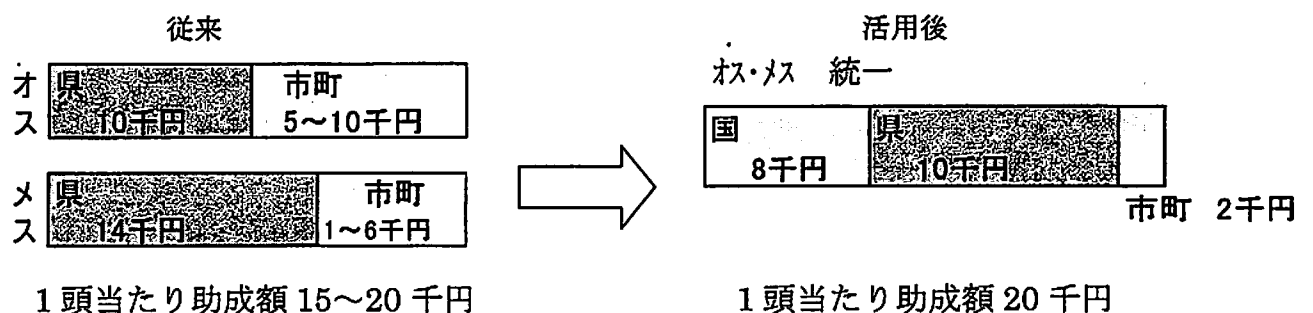 従来
オス 県 市町
10千円 5～10千円
メス 県 市町
14千円 1～6千円
1頭当たり助成額 15～20 千円
活用後
オス・メス 統一
国 県
8千円 10千円
市町 2千円
1頭当たり助成額 20 千円